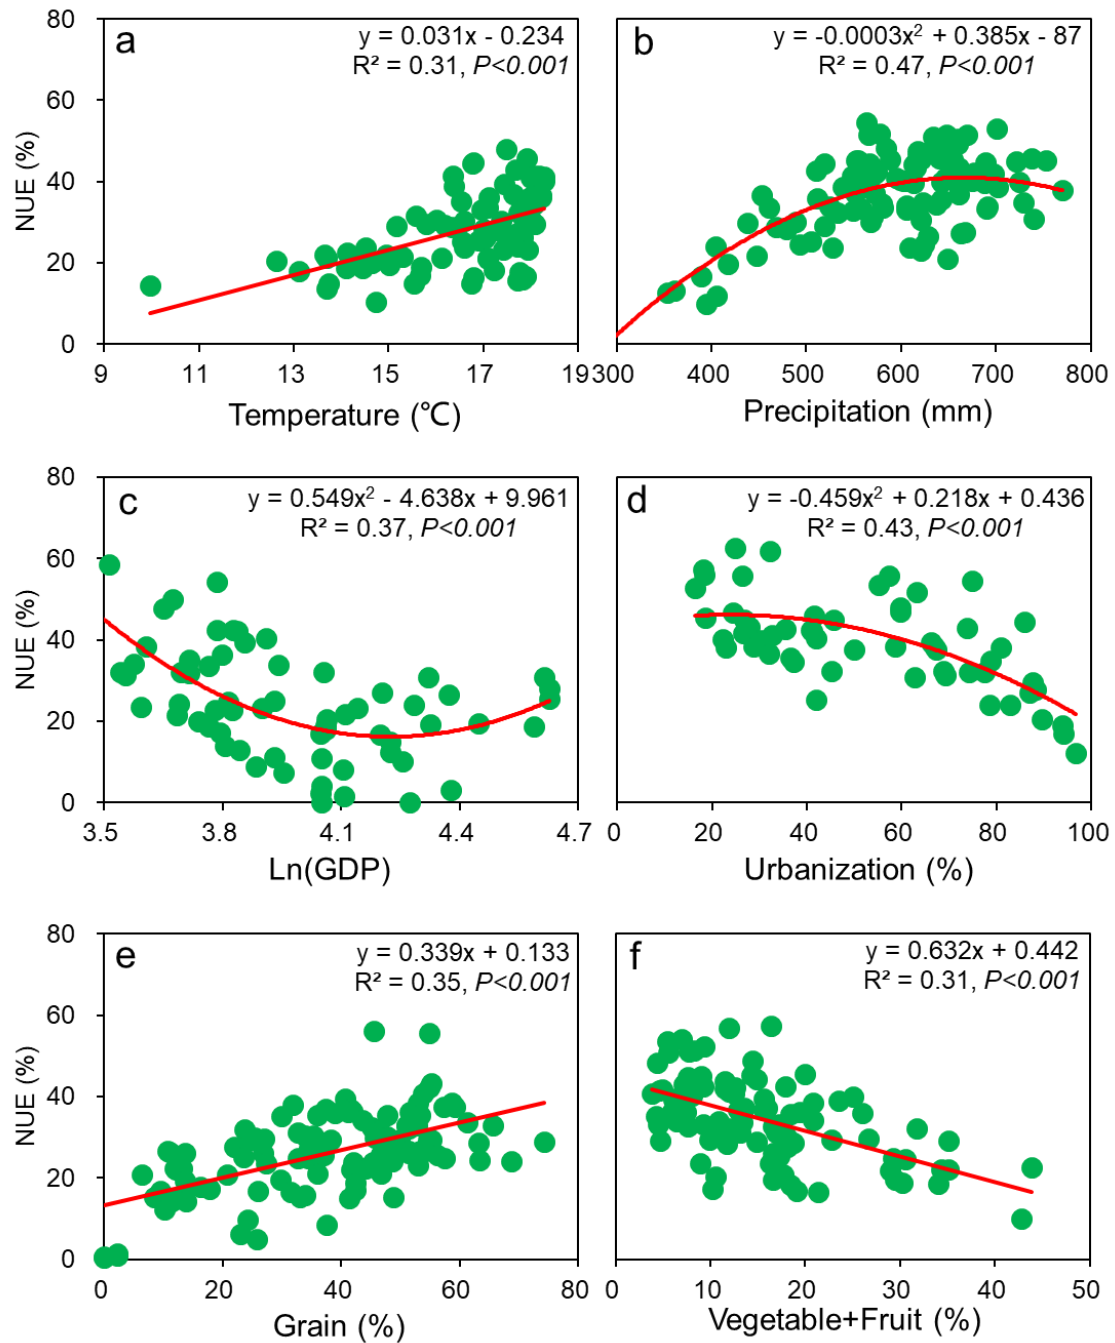 a
y = 0.031x - 0.234
R² = 0.31, P<0.001
NUE (%)
80
60
40
20
0
9 11 13 15 17 19
Temperature (℃)
b
y = -0.0003x² + 0.385x - 87
R² = 0.47, P<0.001
300 400 500 600 700 800
Precipitation (mm)
c
y = 0.549x² - 4.638x + 9.961
R² = 0.37, P<0.001
NUE (%)
80
60
40
20
0
3.5 3.8 4.1 4.4 4.7
Ln(GDP)
d
y = -0.459x² + 0.218x + 0.436
R² = 0.43, P<0.001
0 20 40 60 80 100
Urbanization (%)
e
y = 0.339x + 0.133
R² = 0.35, P<0.001
NUE (%)
80
60
40
20
0
0 20 40 60 80
Grain (%)
f
y = 0.632x + 0.442
R² = 0.31, P<0.001
0 10 20 30 40 50
Vegetable+Fruit (%)